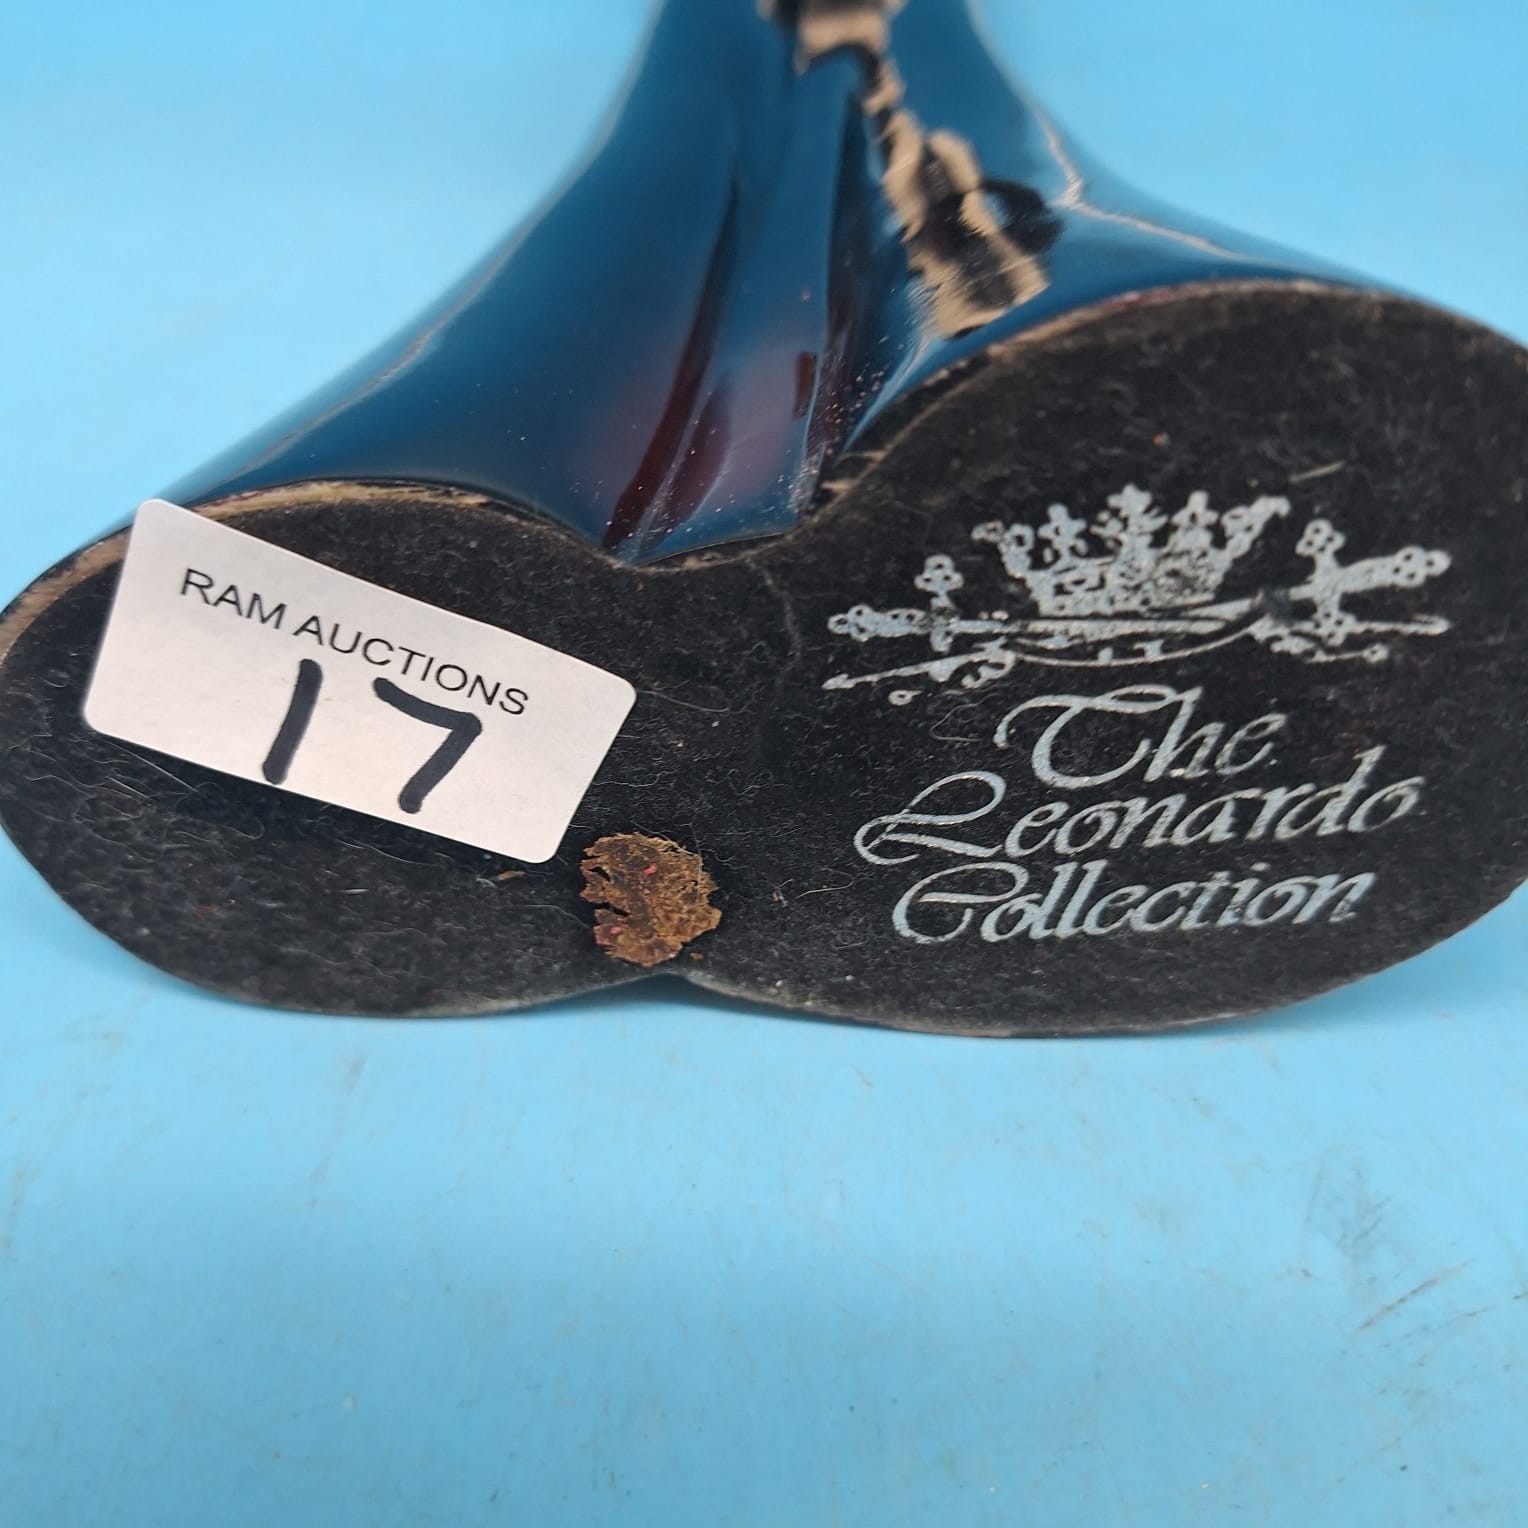 RAM AUCTIONS
17
The
Leonardo
Collection